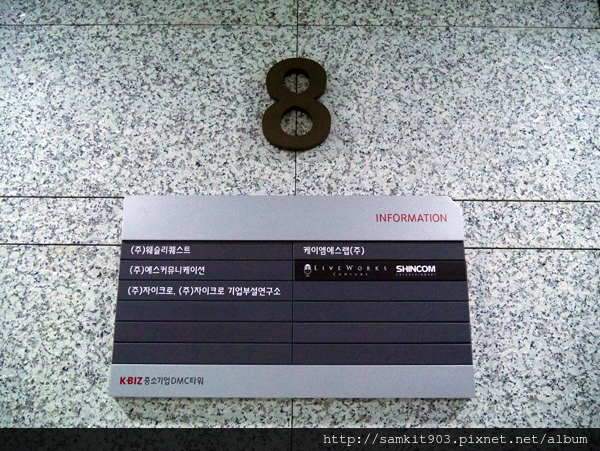 8
INFORMATION
(주)웨슬리퀘스트
케이엠에스랩(주)
(주)에스커뮤니케이션
LIVEWORKS COMPANY
SHINCOM ENTERTAINMENT
(주)자이크로, (주)자이크로 기업부설연구소
K·BIZ 중소기업DMC타워
http://samkit903.pixnet.net/album